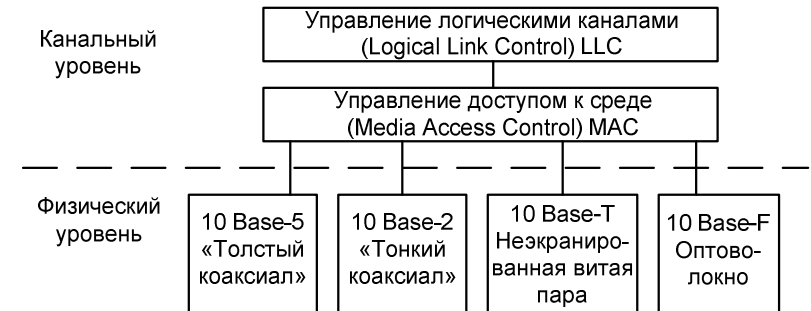 Канальный
уровень
Управление логическими каналами
(Logical Link Control) LLC
Управление доступом к среде
(Media Access Control) MAC
Физический
уровень
10 Base-5
«Толстый
коаксиал»
10 Base-2
«Тонкий
коаксиал»
10 Base-T
Неэкраниро-
ванная витая
пара
10 Base-F
Оптово-
локно